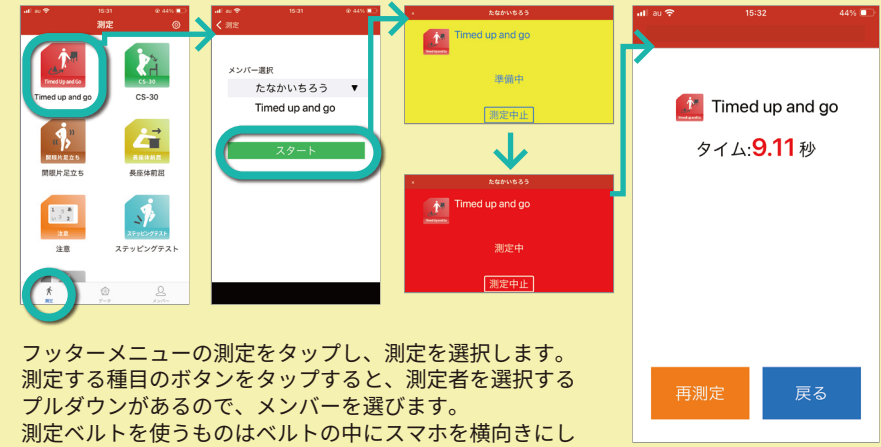 au
15:31
44%
測定
Timed Up and Go
Timed up and go
CS-30
CS-30
開眼片足立ち
開眼片足立ち
長座体前屈
長座体前屈
注意
注意
ステッピングテスト
ステッピングテスト
測定
データ
メンバー
au
15:31
44%
測定
メンバー選択
たなかいちろう ▼
Timed up and go
スタート
たなかいちろう
Timed up and go
準備中
測定中止
たなかいちろう
Timed up and go
測定中
測定中止
au
15:32
44%
Timed up and go
タイム:9.11 秒
再測定
戻る
フッターメニューの測定をタップし、測定を選択します。
測定する種目のボタンをタップすると、測定者を選択する
プルダウンがあるので、メンバーを選びます。
測定ベルトを使うものはベルトの中にスマホを横向きにし